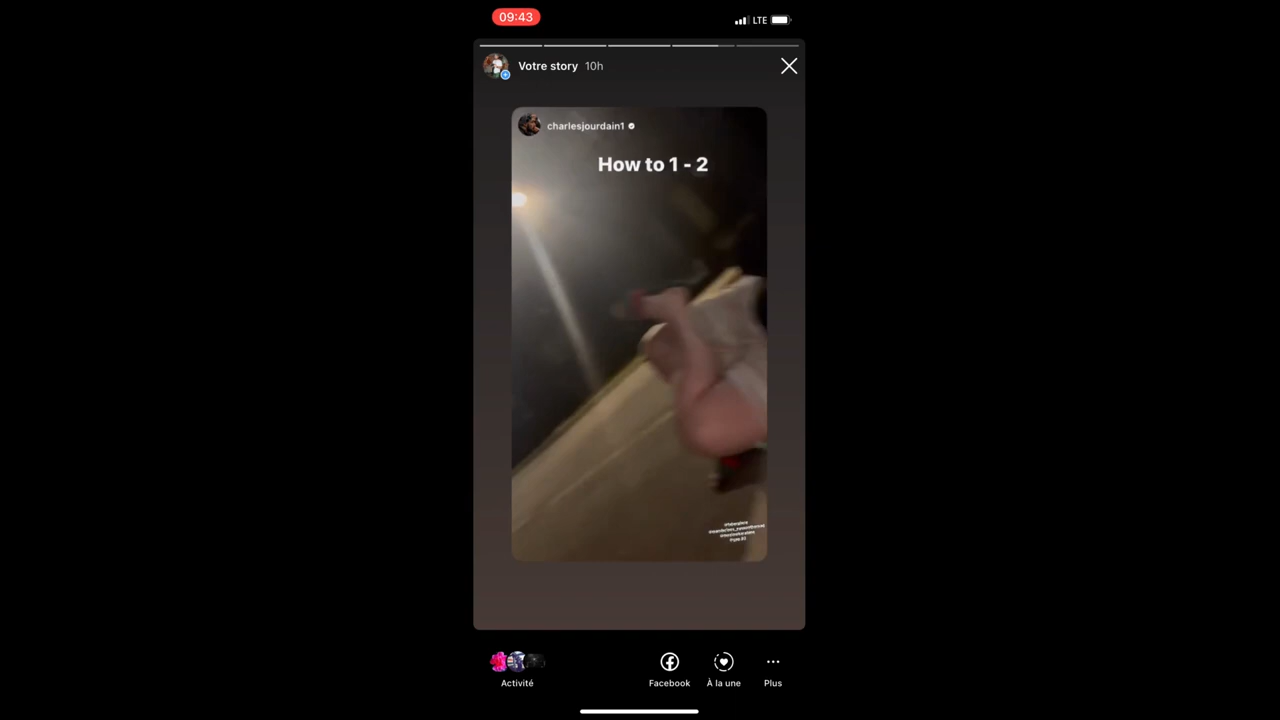 09:43
LTE
Votre story 10h
charlesjourdain1
How to 1 - 2
Activité
Facebook
À la une
Plus